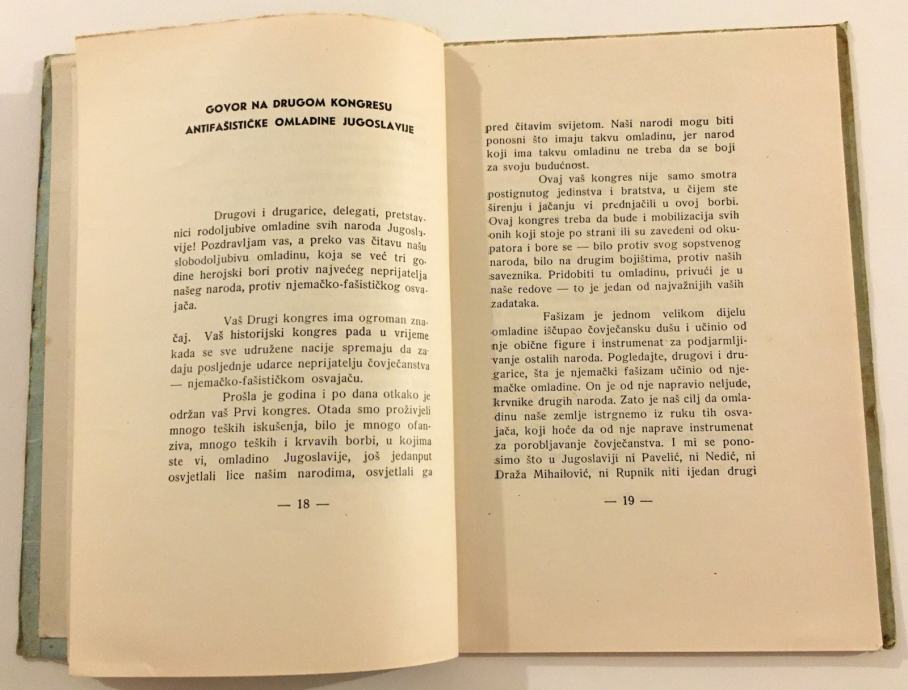 GOVOR NA DRUGOM KONGRESU
ANTIFAŠISTIČKE OMLADINE JUGOSLAVIJE
Drugovi i drugarice, delegati, pretstav-
nici rodoljubive omladine svih naroda Jugosla-
vije! Pozdravljam vas, a preko vas čitavu našu
slobodoljubivu omladinu, koja se već tri go-
dine herojski bori protiv najvećeg neprijatelja
našeg naroda, protiv njemačko-fašističkog osva-
jača.
Vaš Drugi kongres ima ogroman zna-
čaj. Vaš historijski kongres pada u vrijeme
kada se sve udružene nacije spremaju da za-
daju posljednje udarce neprijatelju čovječanstva
— njemačko-fašističkom osvajaču.
Prošla je godina i po dana otkako je
održan vaš Prvi kongres. Otada smo proživjeli
mnogo teških iskušenja, bilo je mnogo ofan-
ziva, mnogo teških i krvavih borbi, u kojima
ste vi, omladino Jugoslavije, još jedanput
osvjetlali lice našim narodima, osvjetlali ga
— 18 —
pred čitavim svijetom. Naši narodi mogu biti
ponosni što imaju takvu omladinu, jer narod
koji ima takvu omladinu ne treba da se boji
za svoju budućnost.
Ovaj vaš kongres nije samo smotra
postignutog jedinstva i bratstva, u čijem ste
širenju i jačanju vi prednjačili u ovoj borbi.
Ovaj kongres treba da bude i mobilizacija svih
onih koji stoje po strani ili su zavedeni od oku-
patora i bore se — bilo protiv svog sopstvenog
naroda, bilo na drugim bojištima, protiv naših
saveznika. Pridobiti tu omladinu, privući je u
naše redove — to je jedan od najvažnijih vaših
zadataka.
Fašizam je jednom velikom dijelu
omladine iščupao čovječansku dušu i učinio od
nje obične figure i instrumenat za podjarmlji-
vanje ostalih naroda. Pogledajte, drugovi i dru-
garice, šta je njemački fašizam učinio od nje-
mačke omladine. On je od nje napravio neljude,
krvnike drugih naroda. Zato je naš cilj da omla-
dinu naše zemlje istrgnemo iz ruku tih osva-
jača, koji hoće da od nje naprave instrumenat
za porobljavanje čovječanstva. I mi se pono-
simo što u Jugoslaviji ni Pavelić, ni Nedić, ni
Draža Mihailović, ni Rupnik niti ijedan drugi
— 19 —